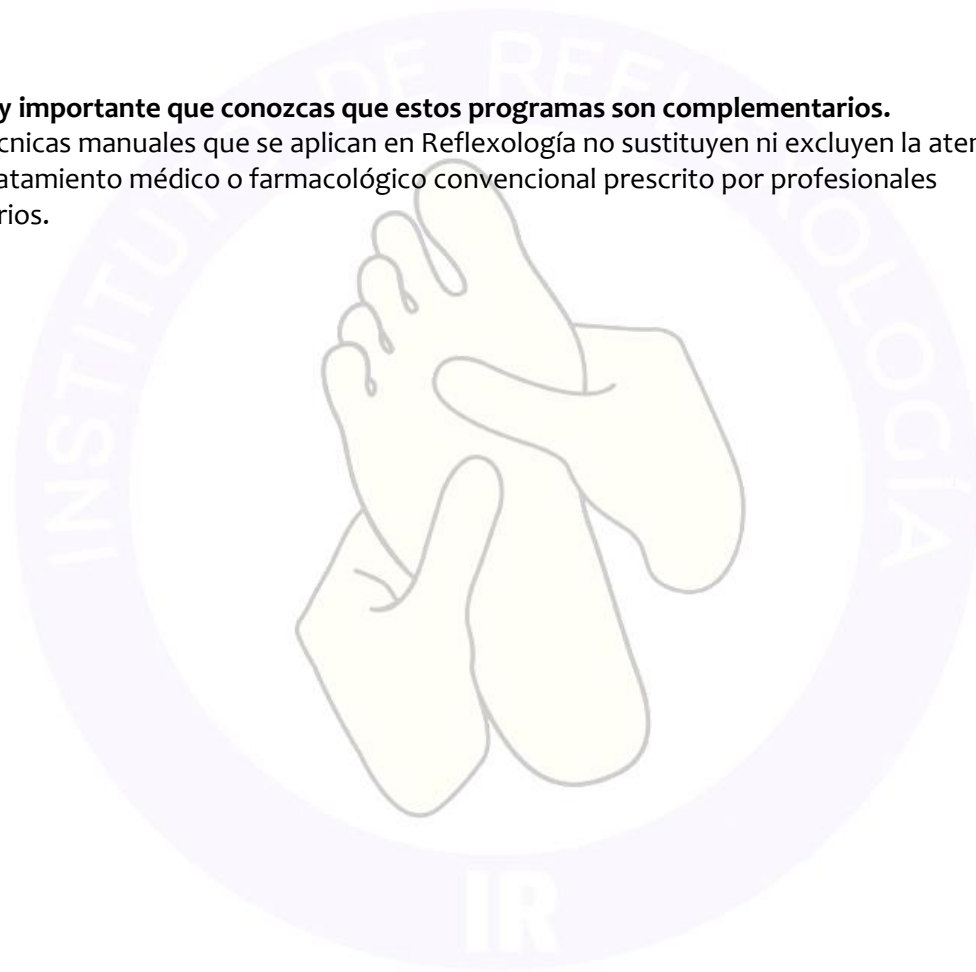 y importante que conozcas que estos programas son complementarios.
cnicas manuales que se aplican en Reflexología no sustituyen ni excluyen la aten
atamiento médico o farmacológico convencional prescrito por profesionales
rios.
INSTITUTO DE REFLEXOLOGÍA
IR